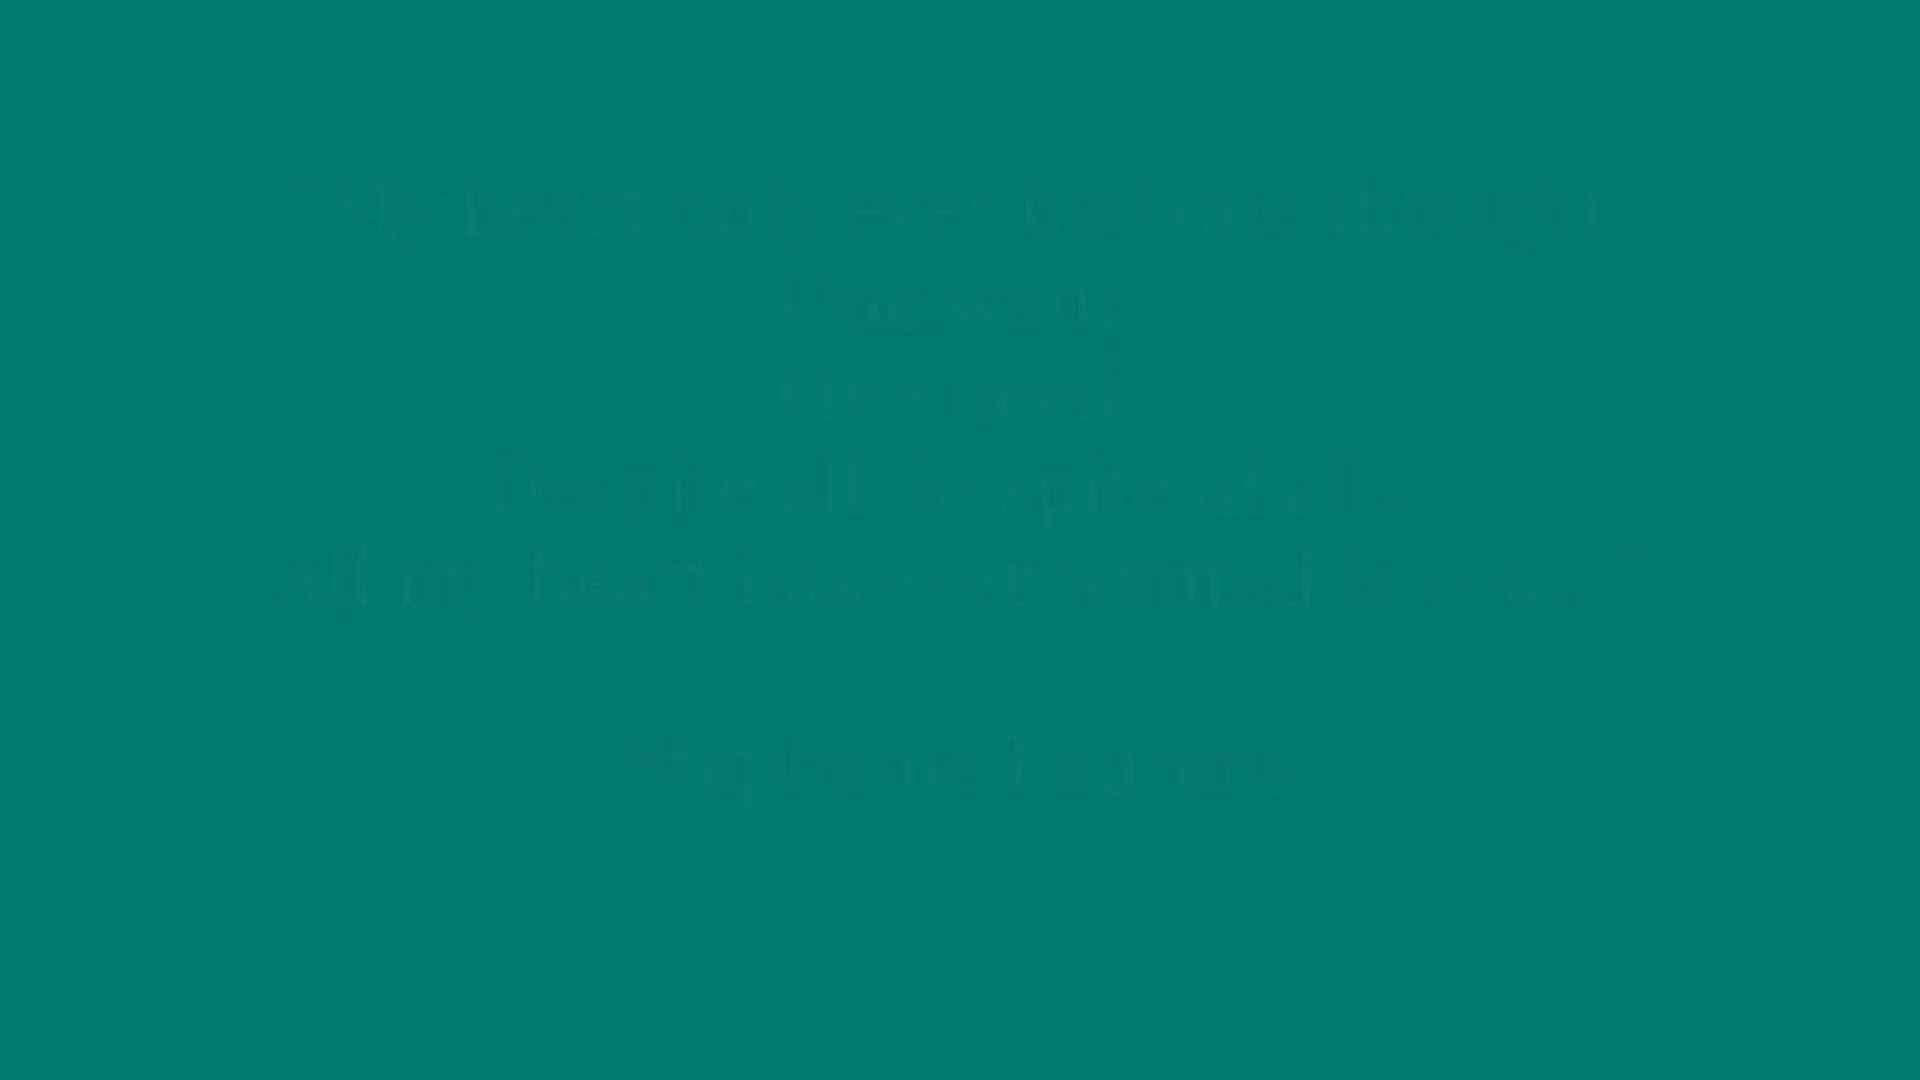 “My heart only ever had one thought.
One want.
One need.
Despite all, in spite of all...
All my heart has ever wanted is you...”
Stephanie Laurens